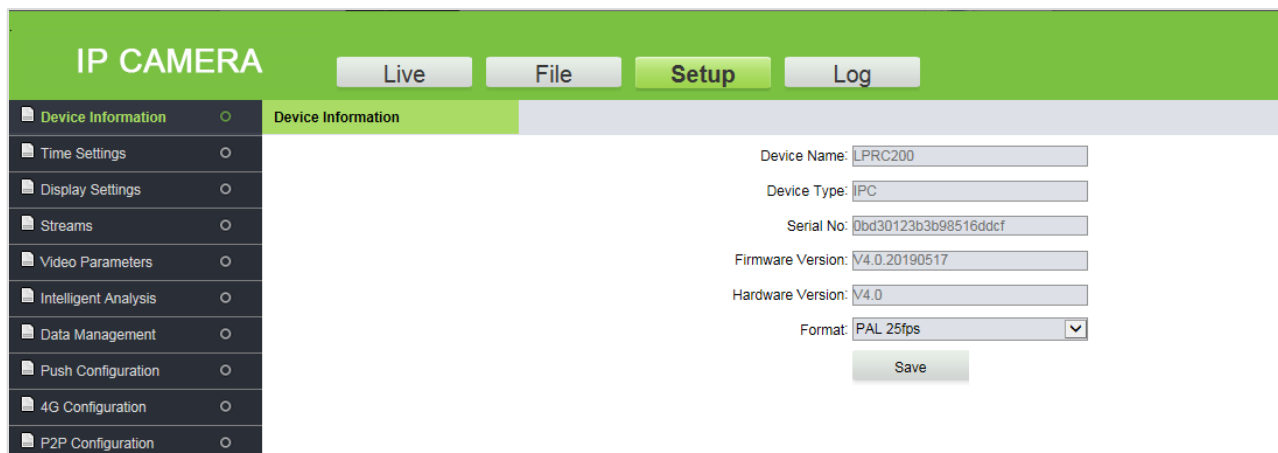 IP CAMERA
Live File Setup Log
Device Information
Time Settings
Display Settings
Streams
Video Parameters
Intelligent Analysis
Data Management
Push Configuration
4G Configuration
P2P Configuration
Device Information
Device Name: LPRC200
Device Type: IPC
Serial No: 0bd30123b3b98516ddcf
Firmware Version: V4.0.20190517
Hardware Version: V4.0
Format: PAL 25fps
Save